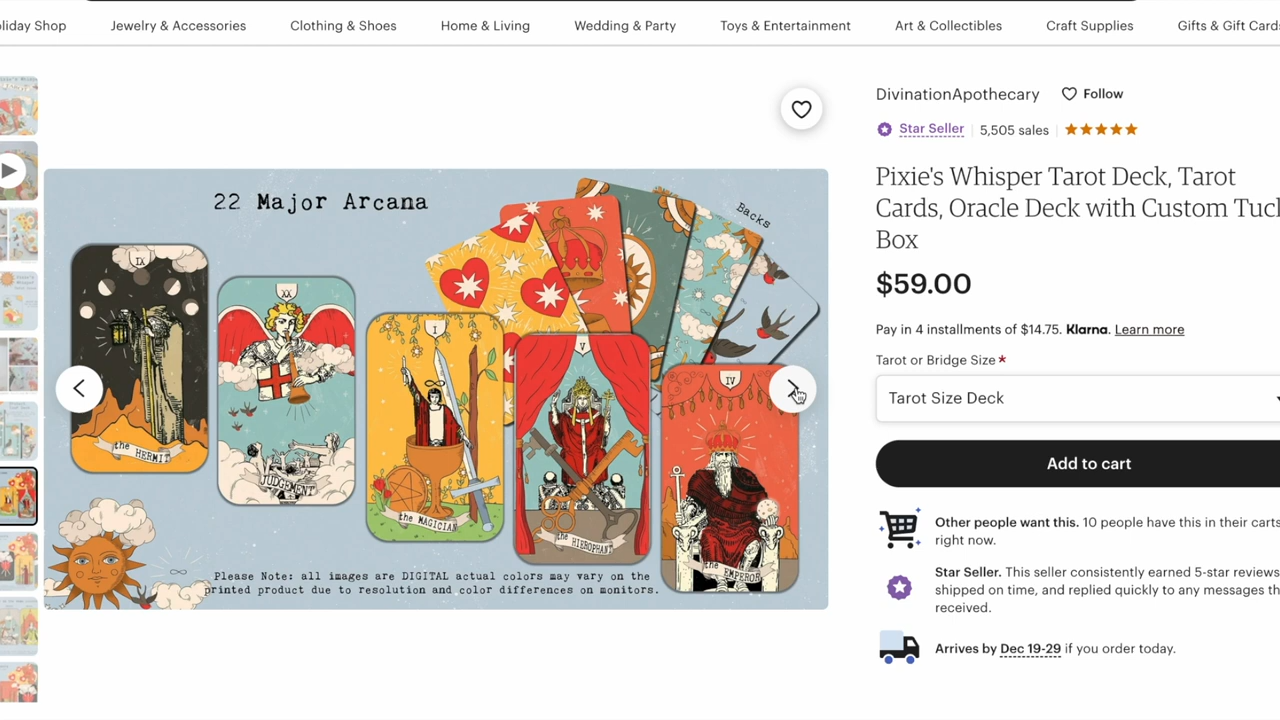 oliday Shop
Jewelry & Accessories
Clothing & Shoes
Home & Living
Wedding & Party
Toys & Entertainment
Art & Collectibles
Craft Supplies
Gifts & Gift Cards
22 Major Arcana
Backs
IX
the HERMIT
XX
JUDGEMENT
I
the MAGICIAN
V
the HIEROPHANT
IV
the EMPEROR
Please Note: all images are DIGITAL actual colors may vary on the
printed product due to resolution and color differences on monitors.
DivinationApothecary
Follow
Star Seller
5,505 sales
Pixie's Whisper Tarot Deck, Tarot
Cards, Oracle Deck with Custom Tuc
Box
$59.00
Pay in 4 installments of $14.75. Klarna. Learn more
Tarot or Bridge Size *
Tarot Size Deck
Add to cart
Other people want this. 10 people have this in their carts
right now.
Star Seller. This seller consistently earned 5-star reviews
shipped on time, and replied quickly to any messages th
received.
Arrives by Dec 19-29 if you order today.